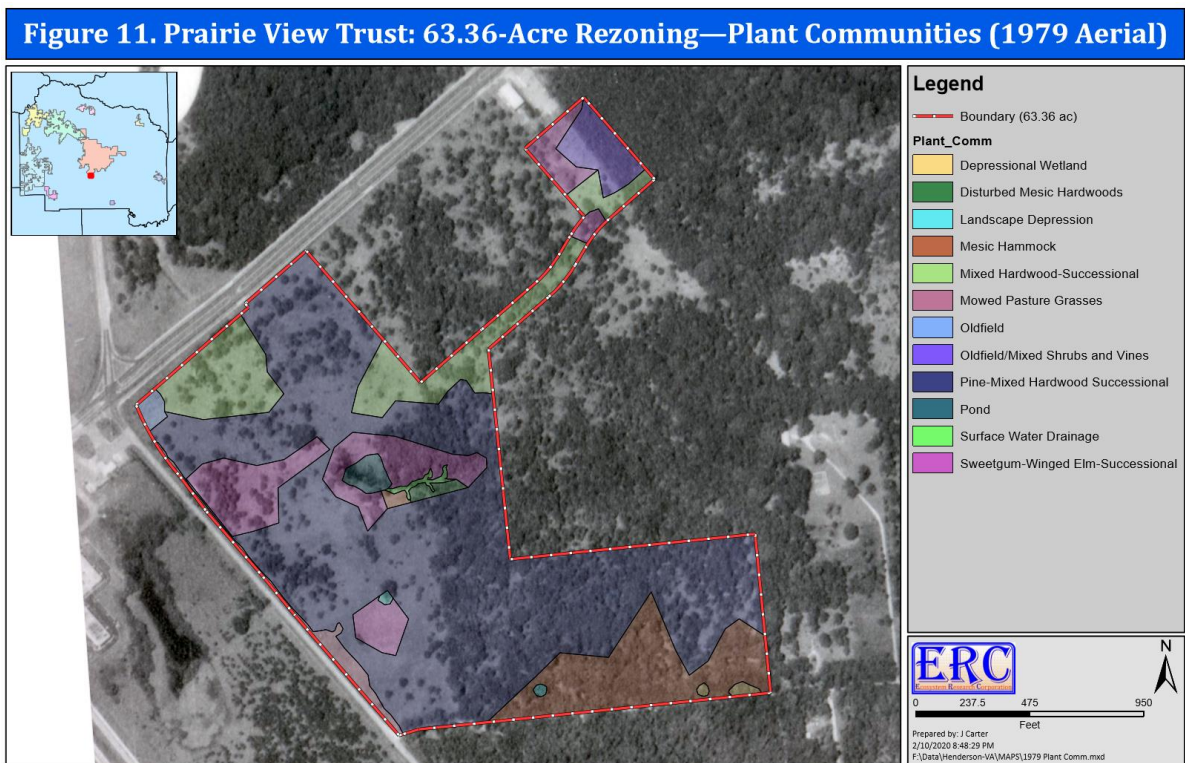 Figure 11. Prairie View Trust: 63.36-Acre Rezoning—Plant Communities (1979 Aerial)
Legend
Boundary (63.36 ac)
Plant_Comm
Depressional Wetland
Disturbed Mesic Hardwoods
Landscape Depression
Mesic Hammock
Mixed Hardwood-Successional
Mowed Pasture Grasses
Oldfield
Oldfield/Mixed Shrubs and Vines
Pine-Mixed Hardwood Successional
Pond
Surface Water Drainage
Sweetgum-Winged Elm-Successional
ERC
Ecosystem Research Corporation
N
0 237.5 475 950
Feet
Prepared by: J Carter
2/10/2020 8:48:29 PM
F:\Data\Henderson-VA\MAPS\1979 Plant Comm.mxd